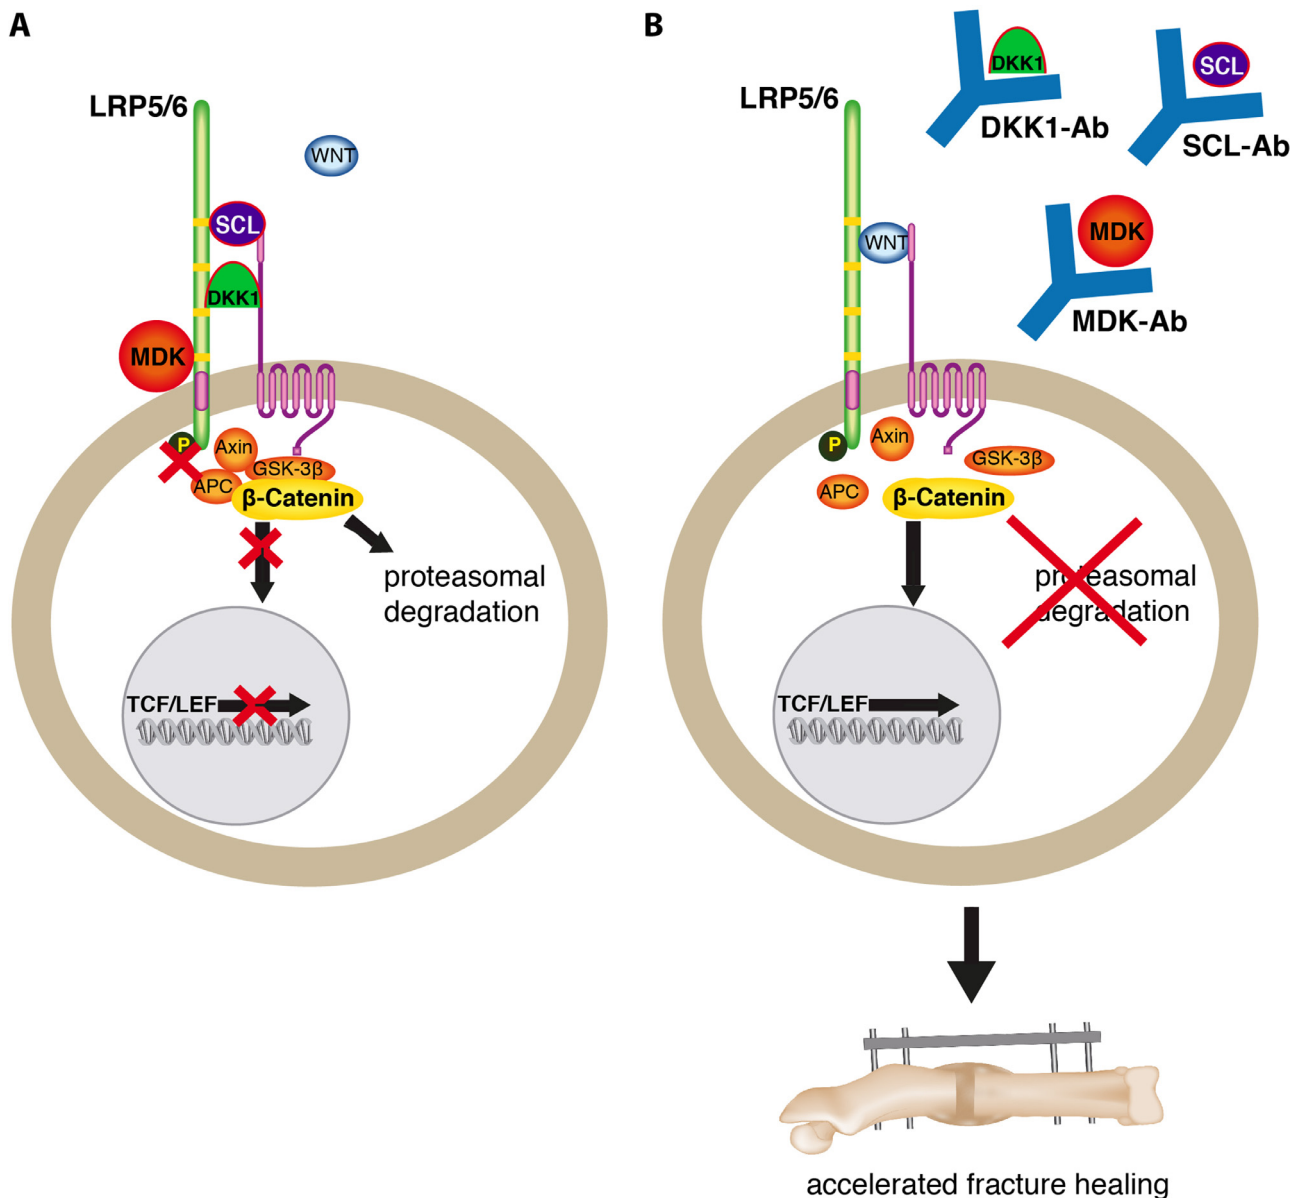 A
LRP5/6
WNT
SCL
DKK1
MDK
P
Axin
GSK-3β
APC
β-Catenin
proteasomal
degradation
TCF/LEF
B
DKK1
SCL
LRP5/6
DKK1-Ab
SCL-Ab
WNT
MDK
MDK-Ab
P
Axin
GSK-3β
APC
β-Catenin
proteasomal
degradation
TCF/LEF
accelerated fracture healing